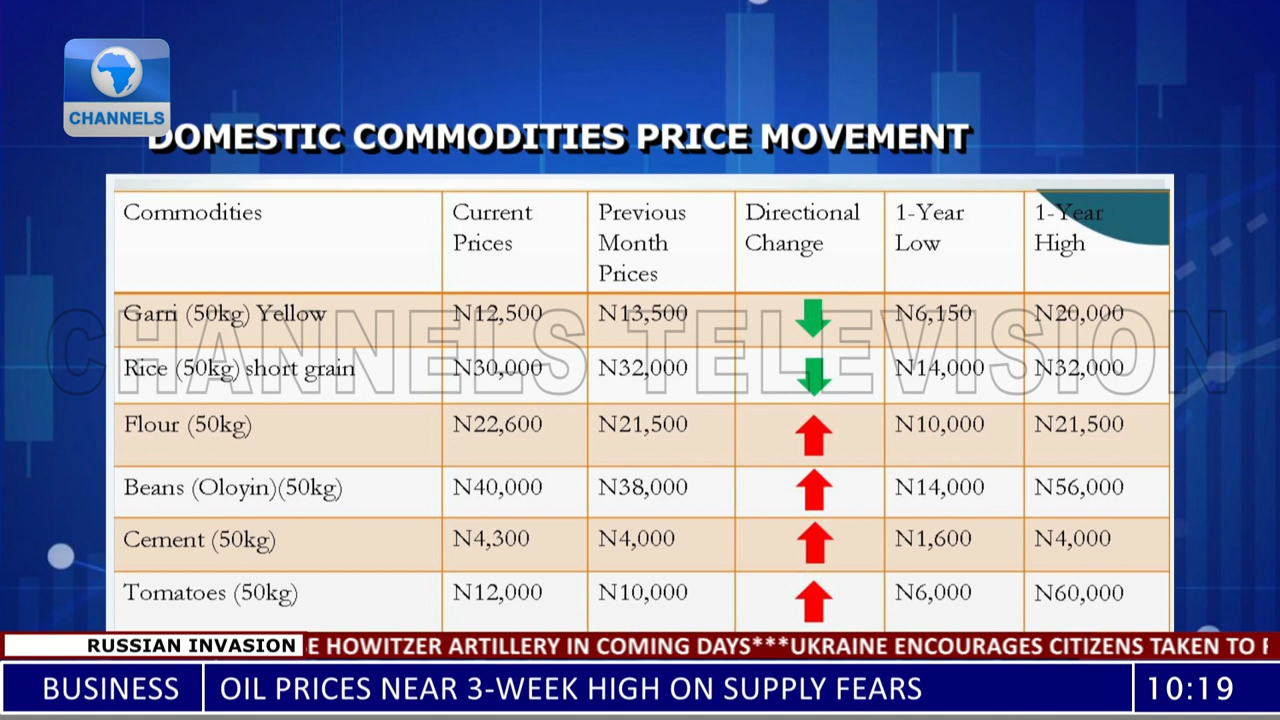 CHANNELS
DOMESTIC COMMODITIES PRICE MOVEMENT
Commodities Current Prices Previous Month Prices Directional Change 1-Year Low 1-Year High
Garri (50kg) Yellow N12,500 N13,500 N6,150 N20,000
CHANNELS TELEVISION
Rice (50kg) short grain N30,000 N32,000 N14,000 N32,000
Flour (50kg) N22,600 N21,500 N10,000 N21,500
Beans (Oloyin)(50kg) N40,000 N38,000 N14,000 N56,000
Cement (50kg) N4,300 N4,000 N1,600 N4,000
Tomatoes (50kg) N12,000 N10,000 N6,000 N60,000
RUSSIAN INVASION E HOWITZER ARTILLERY IN COMING DAYS***UKRAINE ENCOURAGES CITIZENS TAKEN TO
BUSINESS OIL PRICES NEAR 3-WEEK HIGH ON SUPPLY FEARS 10:19